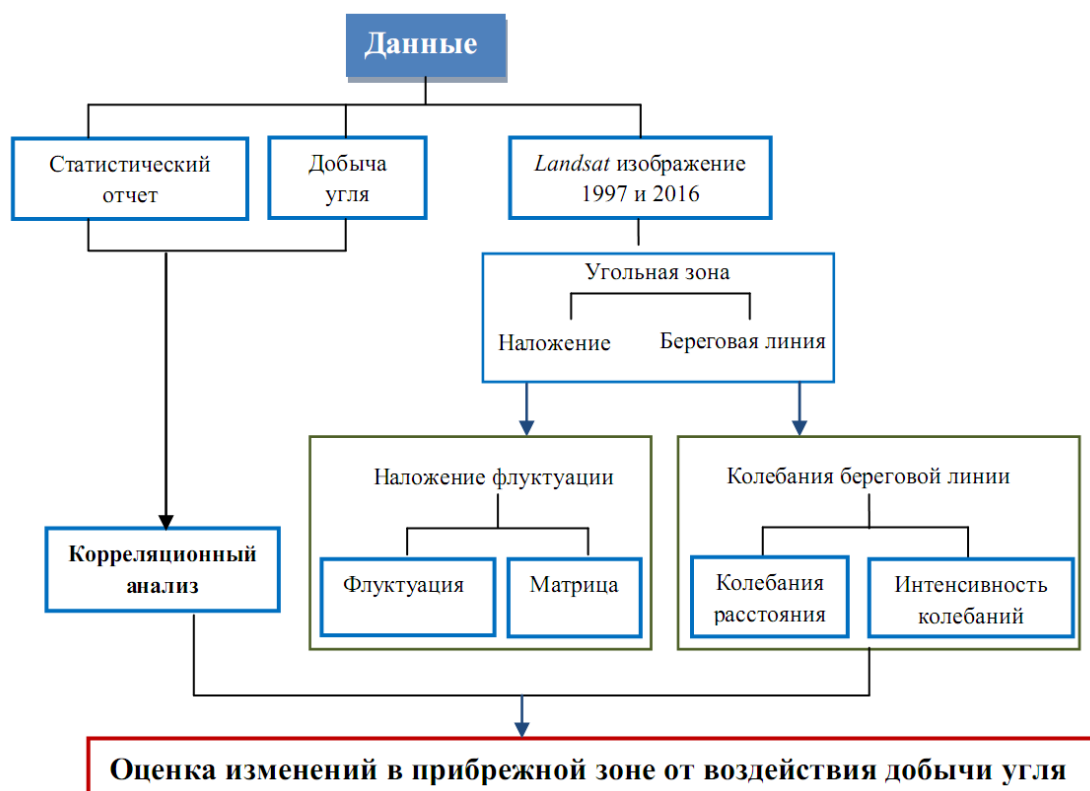 Данные
Статистический
отчет
Добыча
угля
Landsat изображение
1997 и 2016
Угольная зона
Наложение
Береговая линия
Наложение флуктуации
Колебания береговой линии
Корреляционный
анализ
Флуктуация
Матрица
Колебания
расстояния
Интенсивность
колебаний
Оценка изменений в прибрежной зоне от воздействия добычи угля